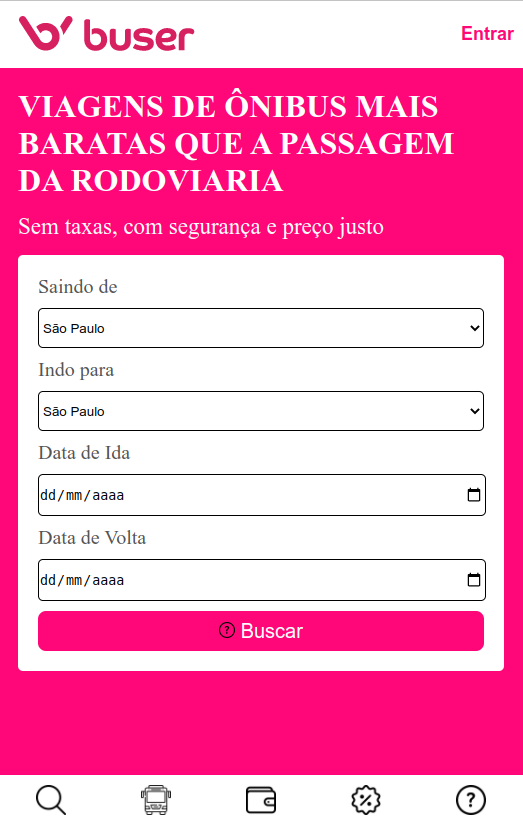 buser
Entrar
VIAGENS DE ÔNIBUS MAIS
BARATAS QUE A PASSAGEM
DA RODOVIARIA
Sem taxas, com segurança e preço justo
Saindo de
São Paulo
Indo para
São Paulo
Data de Ida
dd/mm/aaaa
Data de Volta
dd/mm/aaaa
? Buscar
% ?